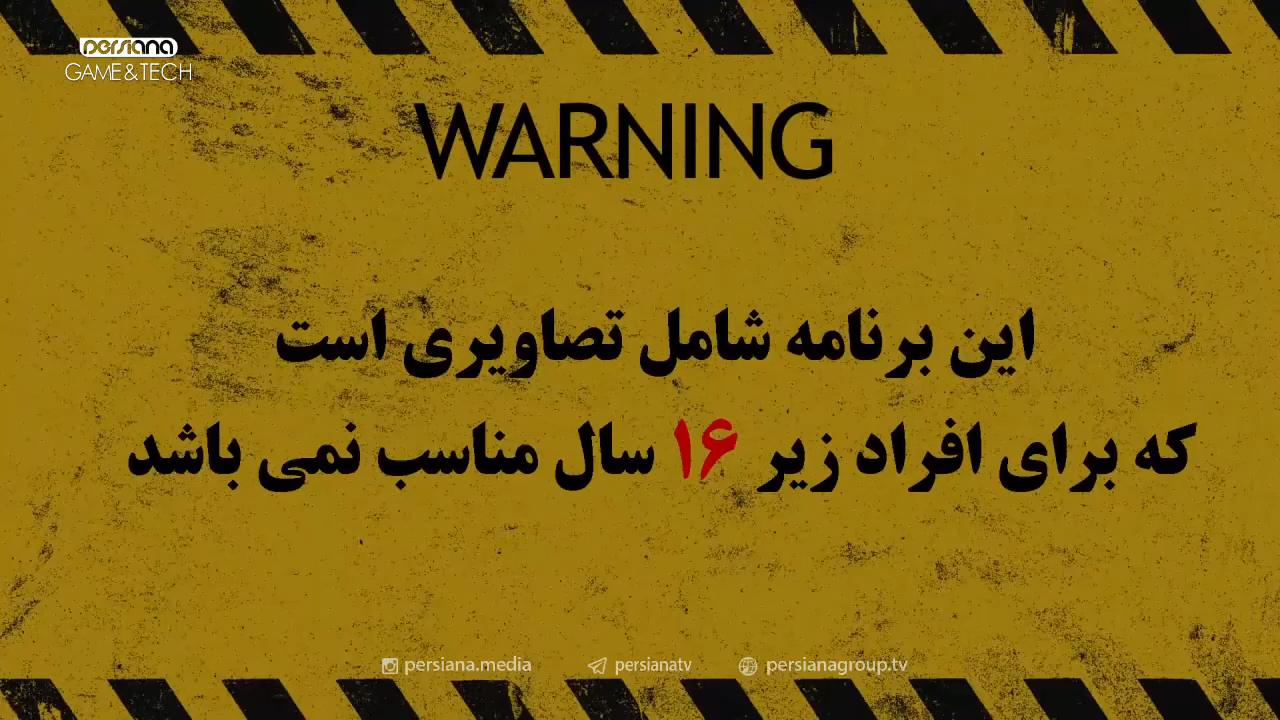 persiana
GAME&TECH
WARNING
این برنامه شامل تصاویری است
که برای افراد زیر ۱۶ سال مناسب نمی باشد
persiana.media persianatv persianagroup.tv